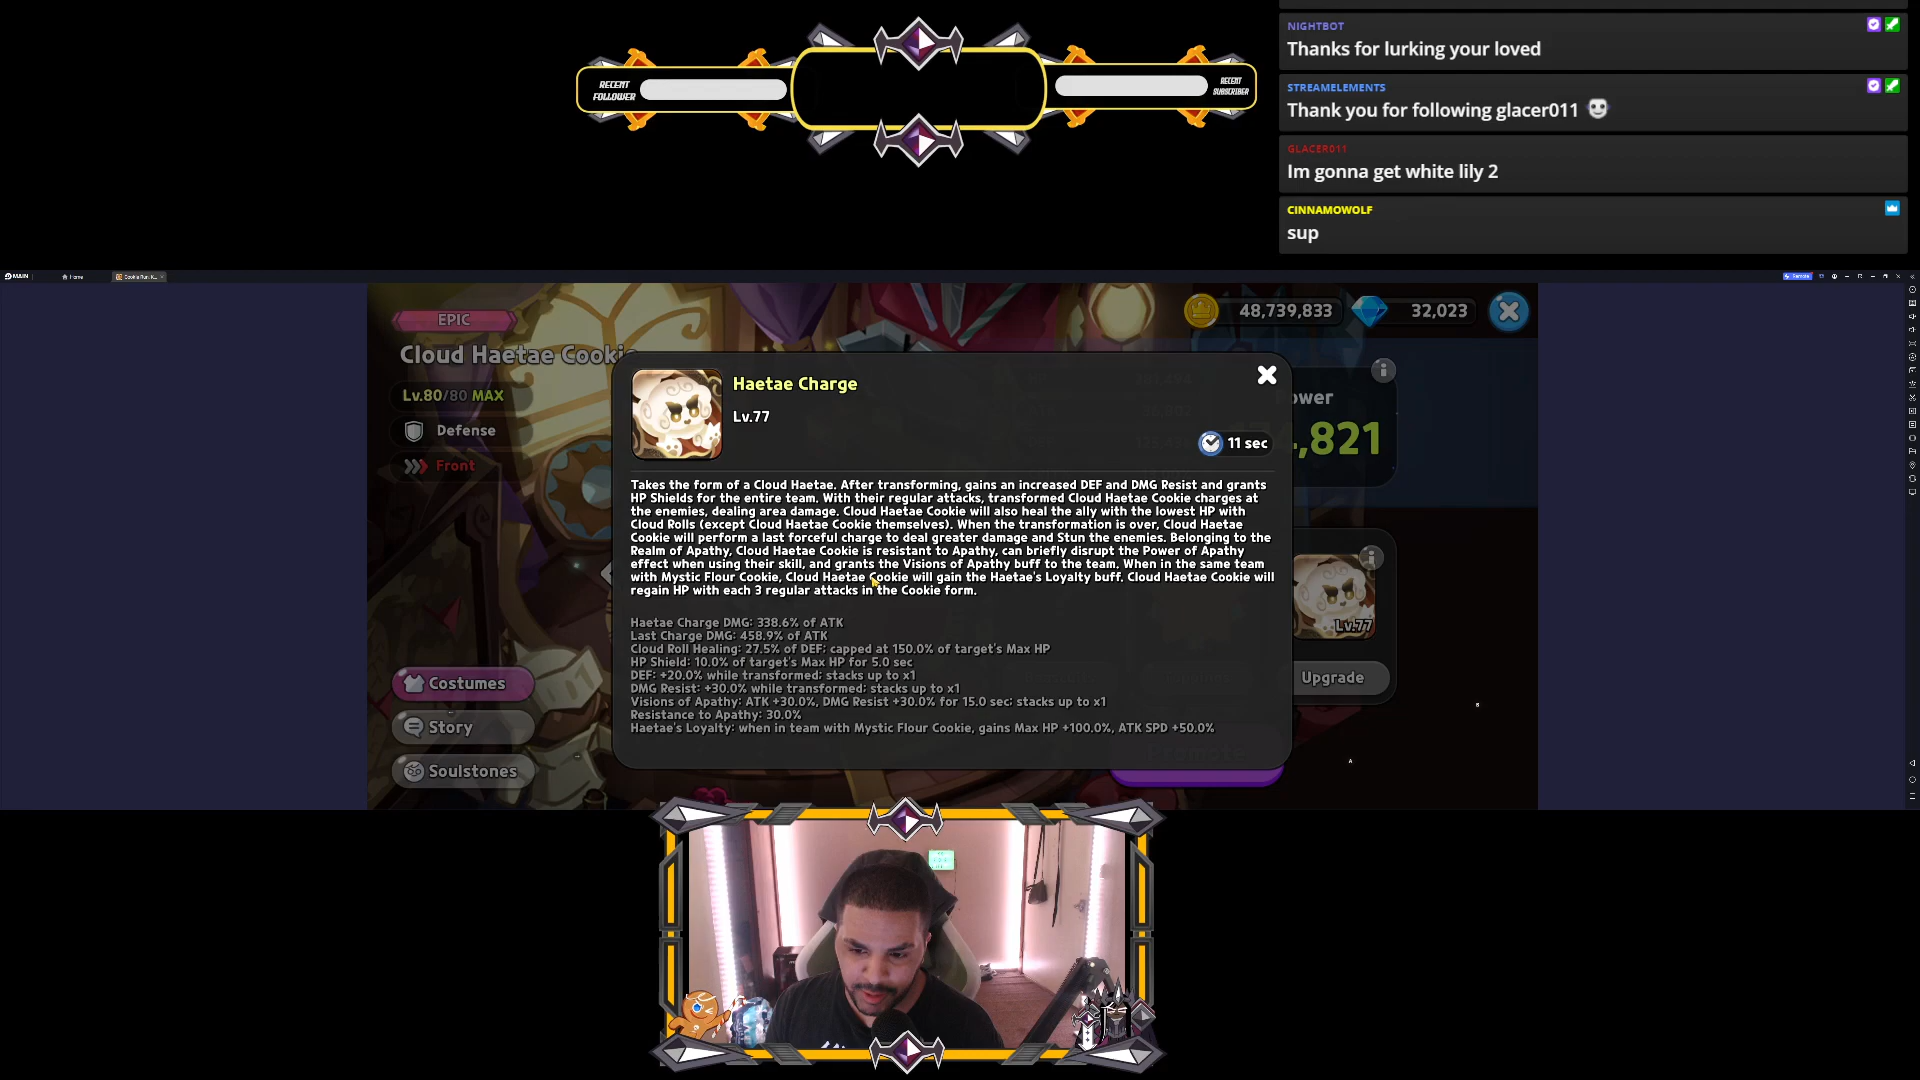 NIGHTBOT
Thanks for lurking your loved
STREAMELEMENTS
Thank you for following glacer011
GLACER011
Im gonna get white lily 2
CINNAMOWOLF
sup
RECENT
FOLLOWER
RECENT
SUBSCRIBER
MAIN
Home
Cookie Run: K...
Remote
EPIC
48,739,833
32,023
Cloud Haetae Cookie
Lv.80/80 MAX
Defense
Front
Haetae Charge
Lv.77
11 sec
ower
,821
Takes the form of a Cloud Haetae. After transforming, gains an increased DEF and DMG Resist and grants
HP Shields for the entire team. With their regular attacks, transformed Cloud Haetae Cookie charges at
the enemies, dealing area damage. Cloud Haetae Cookie will also heal the ally with the lowest HP with
Cloud Rolls (except Cloud Haetae Cookie themselves). When the transformation is over, Cloud Haetae
Cookie will perform a last forceful charge to deal greater damage and Stun the enemies. Belonging to the
Realm of Apathy, Cloud Haetae Cookie is resistant to Apathy, can briefly disrupt the Power of Apathy
effect when using their skill, and grants the Visions of Apathy buff to the team. When in the same team
with Mystic Flour Cookie, Cloud Haetae Cookie will gain the Haetae's Loyalty buff. Cloud Haetae Cookie will
regain HP with each 3 regular attacks in the Cookie form.
Haetae Charge DMG: 338.6% of ATK
Last Charge DMG: 458.9% of ATK
Cloud Roll Healing: 27.5% of DEF; capped at 150.0% of target's Max HP
HP Shield: 10.0% of target's Max HP for 5.0 sec
DEF: +20.0% while transformed; stacks up to x1
DMG Resist: +30.0% while transformed; stacks up to x1
Visions of Apathy: ATK +30.0%, DMG Resist +30.0% for 15.0 sec; stacks up to x1
Resistance to Apathy: 30.0%
Haetae's Loyalty: when in team with Mystic Flour Cookie, gains Max HP +100.0%, ATK SPD +50.0%
Lv.77
Upgrade
Promote
Costumes
Story
Soulstones